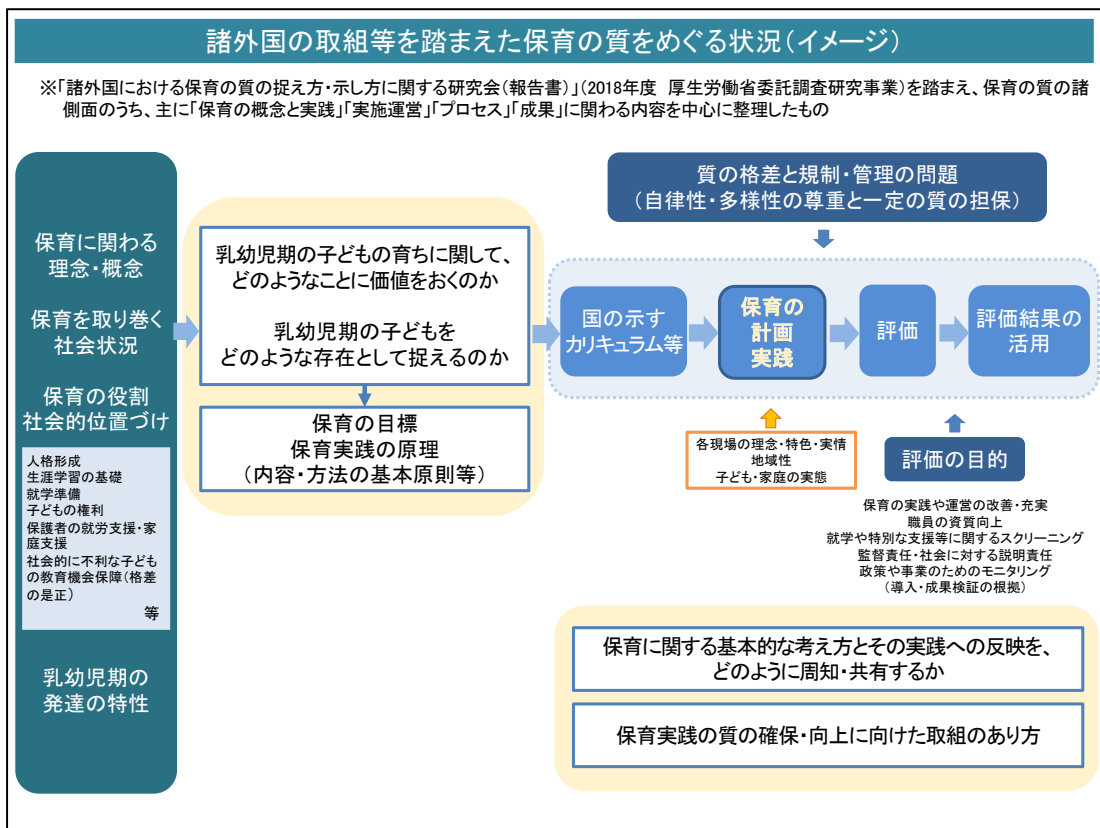 諸外国の取組等を踏まえた保育の質をめぐる状況(イメージ)
※「諸外国における保育の質の捉え方・示し方に関する研究会(報告書)」(2018年度 厚生労働省委託調査研究事業)を踏まえ、保育の質の諸
側面のうち、主に「保育の概念と実践」「実施運営」「プロセス」「成果」に関わる内容を中心に整理したもの
保育に関わる
理念・概念
保育を取り巻く
社会状況
保育の役割
社会的位置づけ
人格形成
生涯学習の基礎
就学準備
子どもの権利
保護者の就労支援・家
庭支援
社会的に不利な子ども
の教育機会保障(格差
の是正)
等
乳幼児期の
発達の特性
乳幼児期の子どもの育ちに関して、
どのようなことに価値をおくのか
乳幼児期の子どもを
どのような存在として捉えるのか
保育の目標
保育実践の原理
(内容・方法の基本原則等)
質の格差と規制・管理の問題
(自律性・多様性の尊重と一定の質の担保)
国の示す
カリキュラム等
保育の
計画
実践
評価
評価結果の
活用
各現場の理念・特色・実情
地域性
子ども・家庭の実態
評価の目的
保育の実践や運営の改善・充実
職員の資質向上
就学や特別な支援等に関するスクリーニング
監督責任・社会に対する説明責任
政策や事業のためのモニタリング
(導入・成果検証の根拠)
保育に関する基本的な考え方とその実践への反映を、
どのように周知・共有するか
保育実践の質の確保・向上に向けた取組のあり方